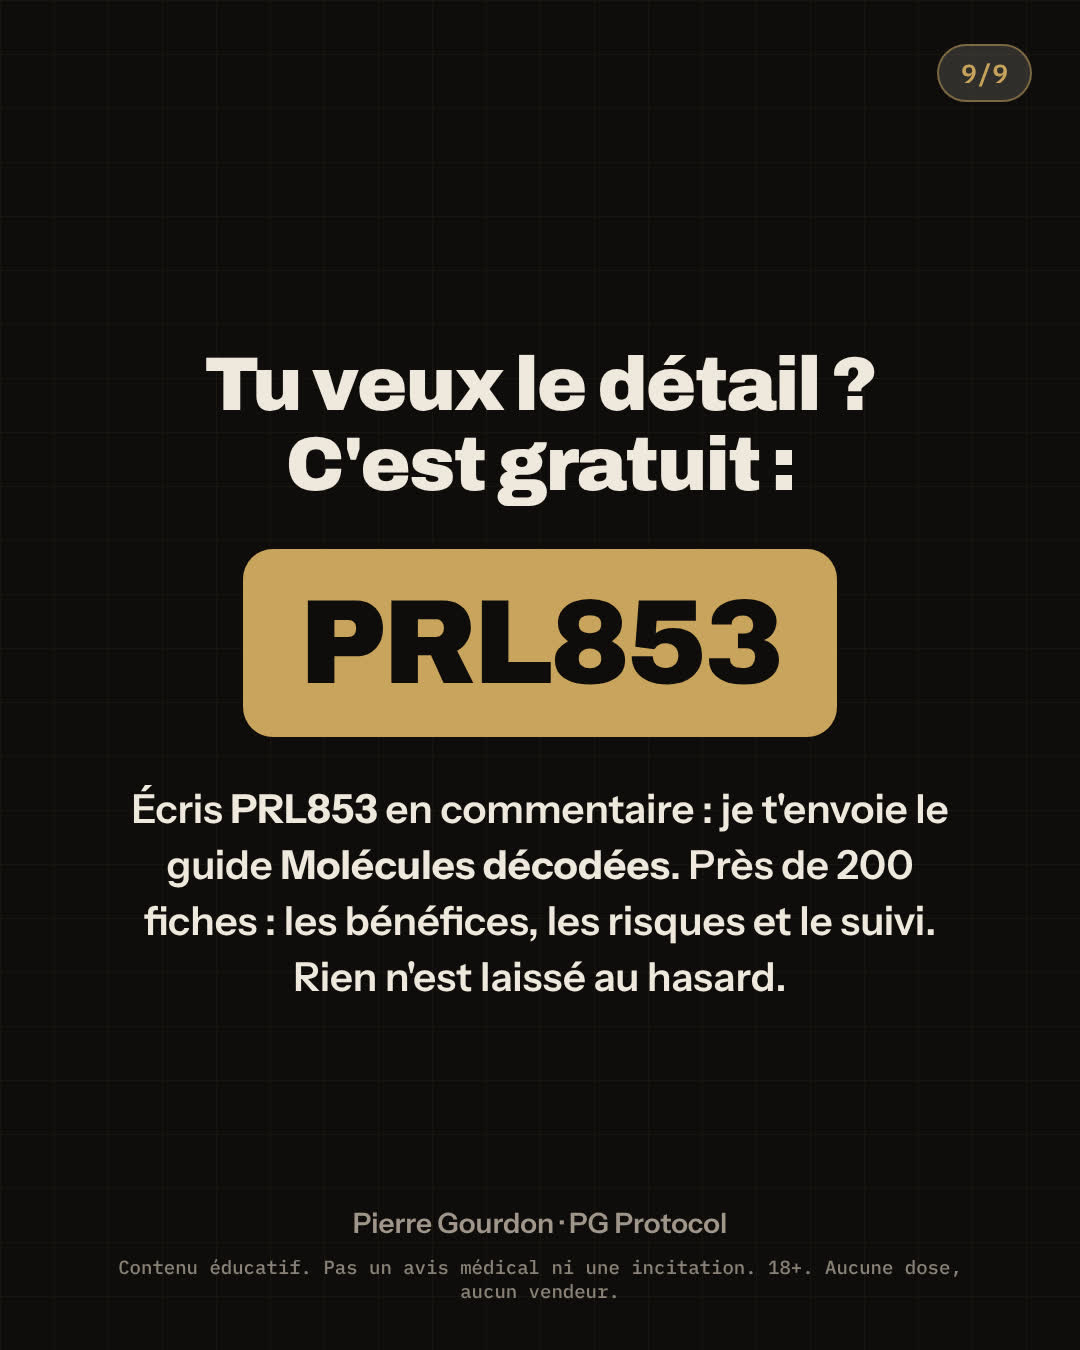 9/9
Tu veux le détail ?
C'est gratuit :
PRL853
Écris PRL853 en commentaire : je t'envoie le
guide Molécules décodées. Près de 200
fiches : les bénéfices, les risques et le suivi.
Rien n'est laissé au hasard.
Pierre Gourdon · PG Protocol
Contenu éducatif. Pas un avis médical ni une incitation. 18+. Aucune dose,
aucun vendeur.